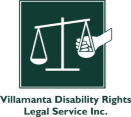 Villamanta Disability Rights
Legal Service Inc.